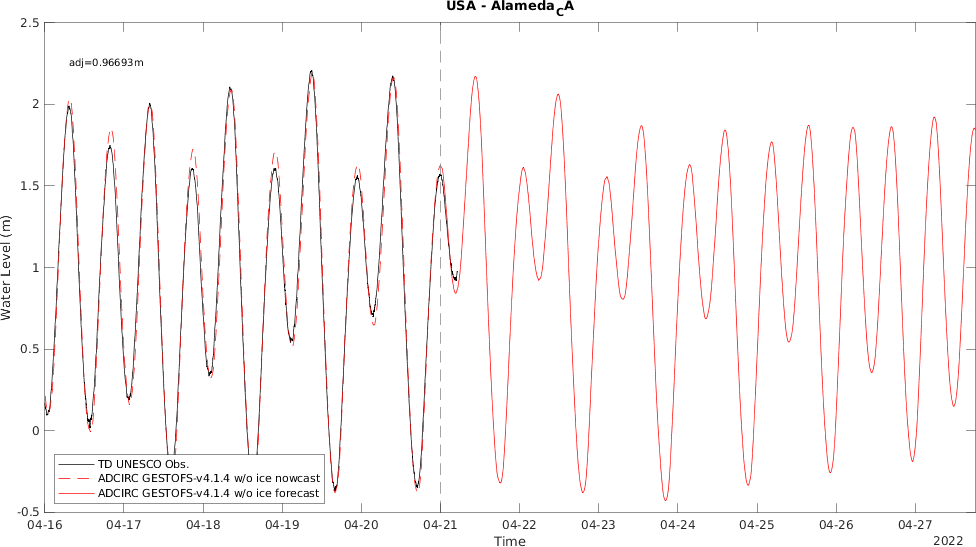 USA - Alameda_CA
2.5
adj=0.96693m
2
1.5
1
0.5
0
-0.5
Water Level (m)
TD UNESCO Obs.
ADCIRC GESTOFS-v4.1.4 w/o ice nowcast
ADCIRC GESTOFS-v4.1.4 w/o ice forecast
04-16 04-17 04-18 04-19 04-20 04-21 04-22 04-23 04-24 04-25 04-26 04-27
Time
2022